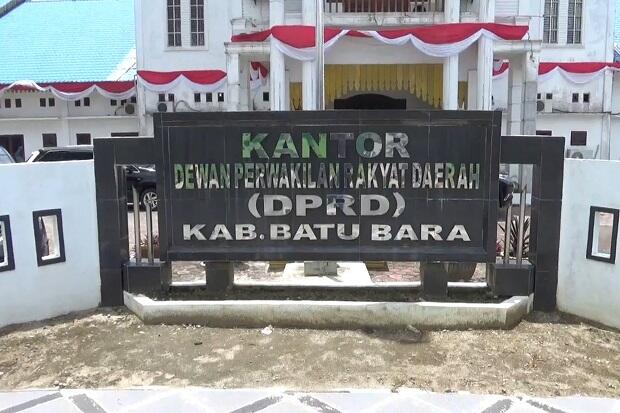 KANTOR
DEWAN PERWAKILAN RAKYAT DAERAH
(DPRD)
KAB. BATU BARA